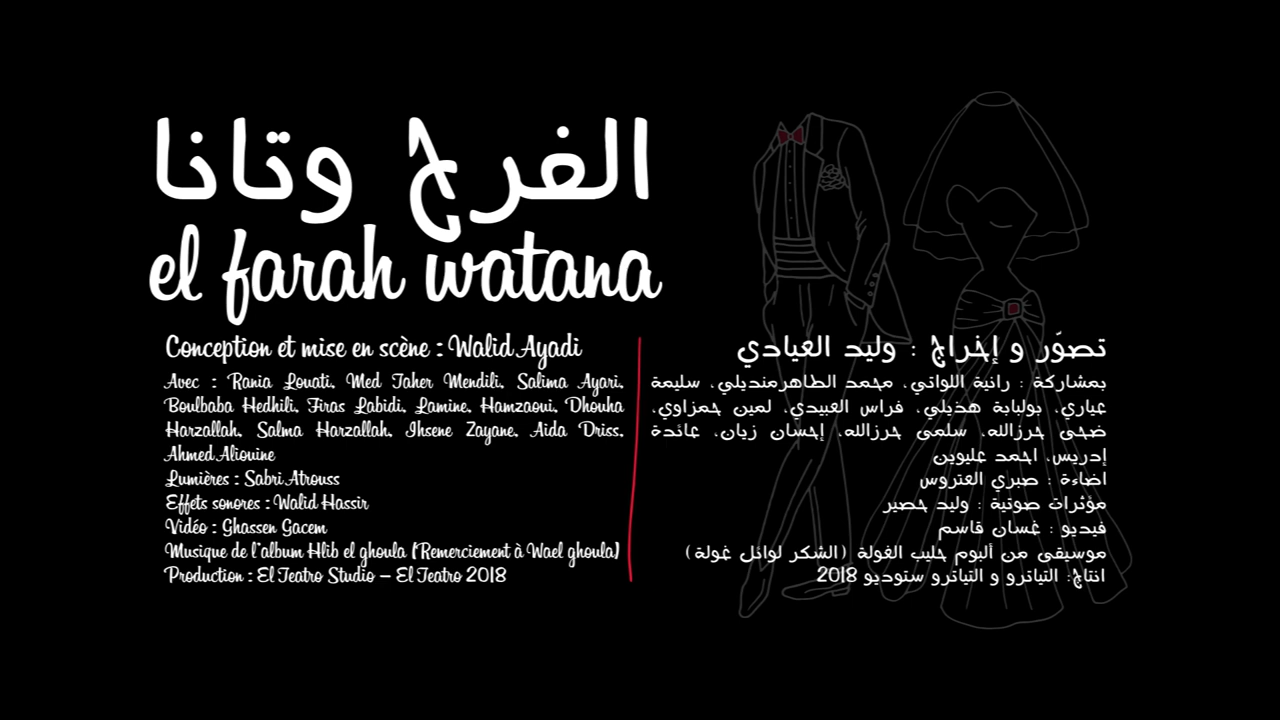 الفرح وتانا
el farah watana
Conception et mise en scène : Walid Ayadi
Avec : Rania Louati. Med Taher Mendili. Salima Ayari.
Boulbaba Hedhili. Firas Labidi. Lamine. Hamzaoui. Dhouha
Harzallah. Salma Harzallah. Ihsene Zayane. Aida Driss.
Ahmed Aliouine
Lumières : Sabri Atrouss
Effets sonores : Walid Hassir
Vidéo : Ghassen Gacem
Musique de l'album Hlib el ghoula (Remerciement à Wael ghoula)
Production : El Teatro Studio – El Teatro 2018
تصوّر و إخراج : وليد العيادي
بمشاركة : رانية اللواتي، محمد الطاهرمنديلي، سليمة
عياري، بولبابة هذيلي، فراس العبيدي، لمين حمزاوي،
ضحى حرزالله، سلمى حرزالله، إحسان زيان، عائدة
إدريس، احمد عليوين
اضاءة : صبري العتروس
مؤثرات صوتية : وليد حصير
فيديو : غسان قاسم
موسيقى من ألبوم حليب الغولة (الشكر لوائل غولة)
انتاج: التياترو و التياترو ستوديو 2018